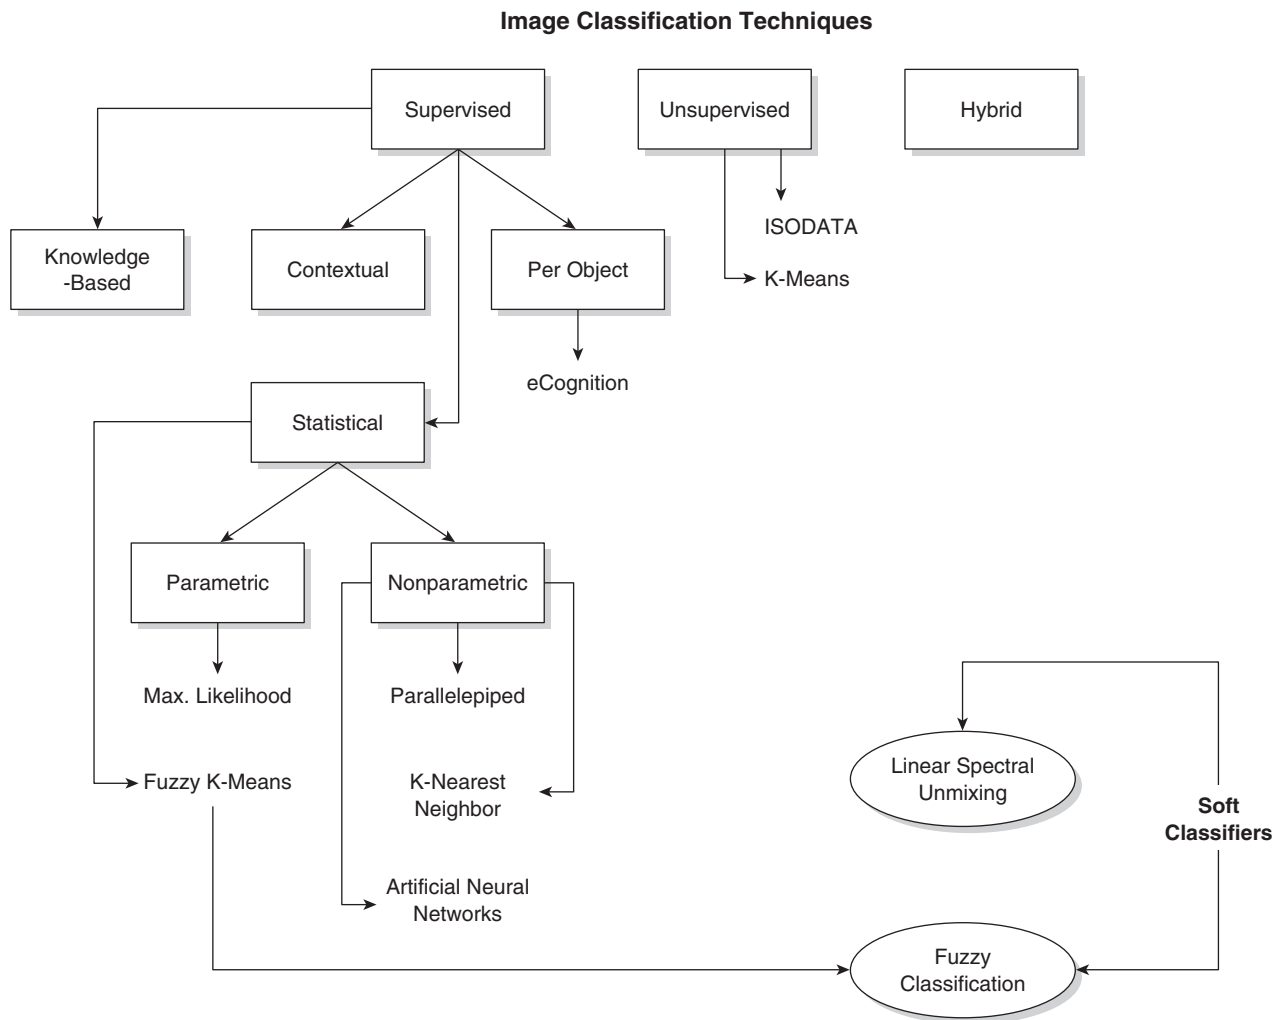 Image Classification Techniques
Supervised
Unsupervised
Hybrid
Knowledge
-Based
Contextual
Per Object
ISODATA
K-Means
eCognition
Statistical
Parametric
Nonparametric
Max. Likelihood
Parallelepiped
Fuzzy K-Means
K-Nearest
Neighbor
Linear Spectral
Unmixing
Soft
Classifiers
Artificial Neural
Networks
Fuzzy
Classification